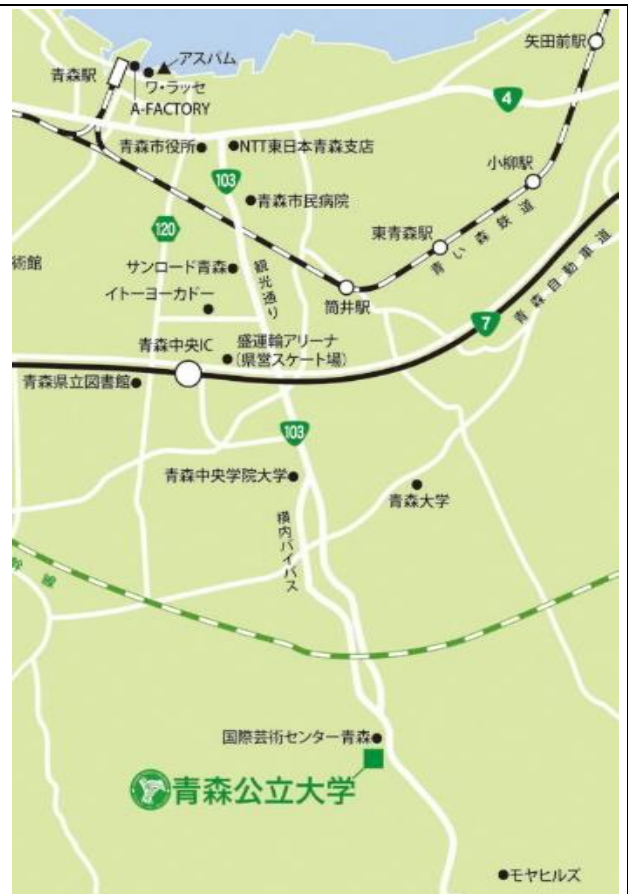 矢田前駅
アスパム
青森駅
ワ・ラッセ
A-FACTORY
4
青森市役所
NTT東日本青森支店
小柳駅
103
青森市民病院
120
東青森駅
青い森鉄道
術館
サンロード青森
観光通り
イトーヨーカドー
筒井駅
青森自動車道
7
青森中央IC
盛運輸アリーナ
(県営スケート場)
青森県立図書館
103
青森中央学院大学
青森大学
横内バイパス
幹線
国際芸術センター青森
青森公立大学
モヤヒルズ